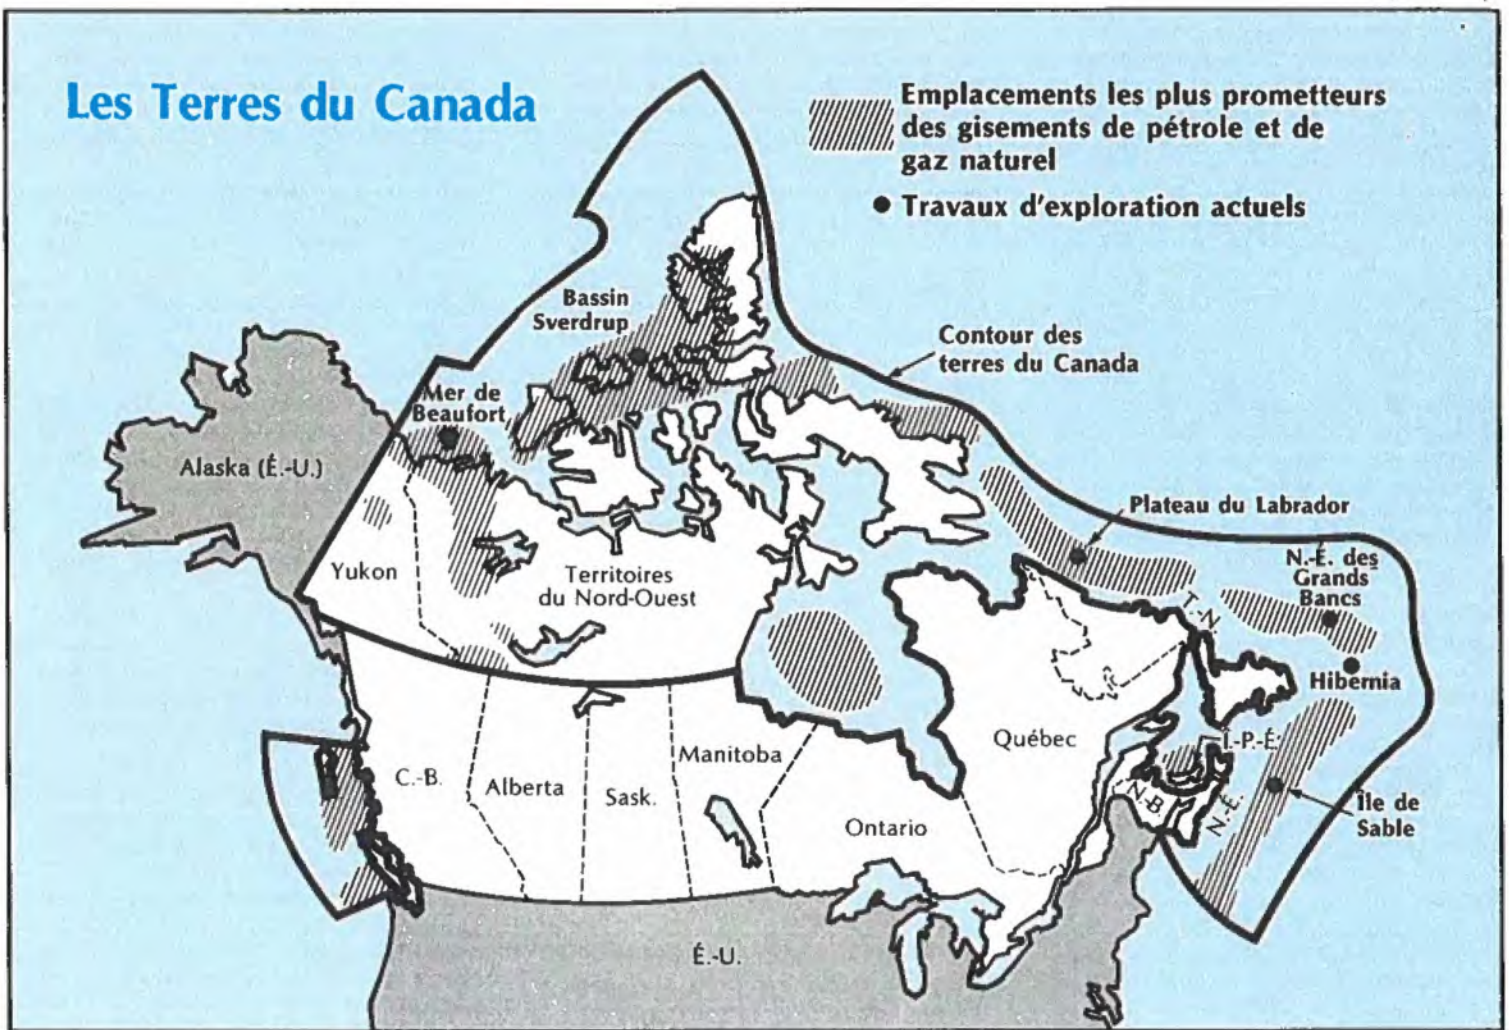 Les Terres du Canada
Emplacements les plus prometteurs
des gisements de pétrole et de
gaz naturel
Travaux d'exploration actuels
Bassin
Sverdrup
Contour des
terres du Canada
Mer de
Beaufort
Alaska (É.-U.)
Plateau du Labrador
N.-É. des
Grands
Bancs
Yukon
Territoires
du Nord-Ouest
T.-N.
Hibernia
Québec
Î.-P.-É.
Manitoba
C.-B.
Alberta
Sask.
N.-B.
N.-É.
Île de
Sable
Ontario
É.-U.